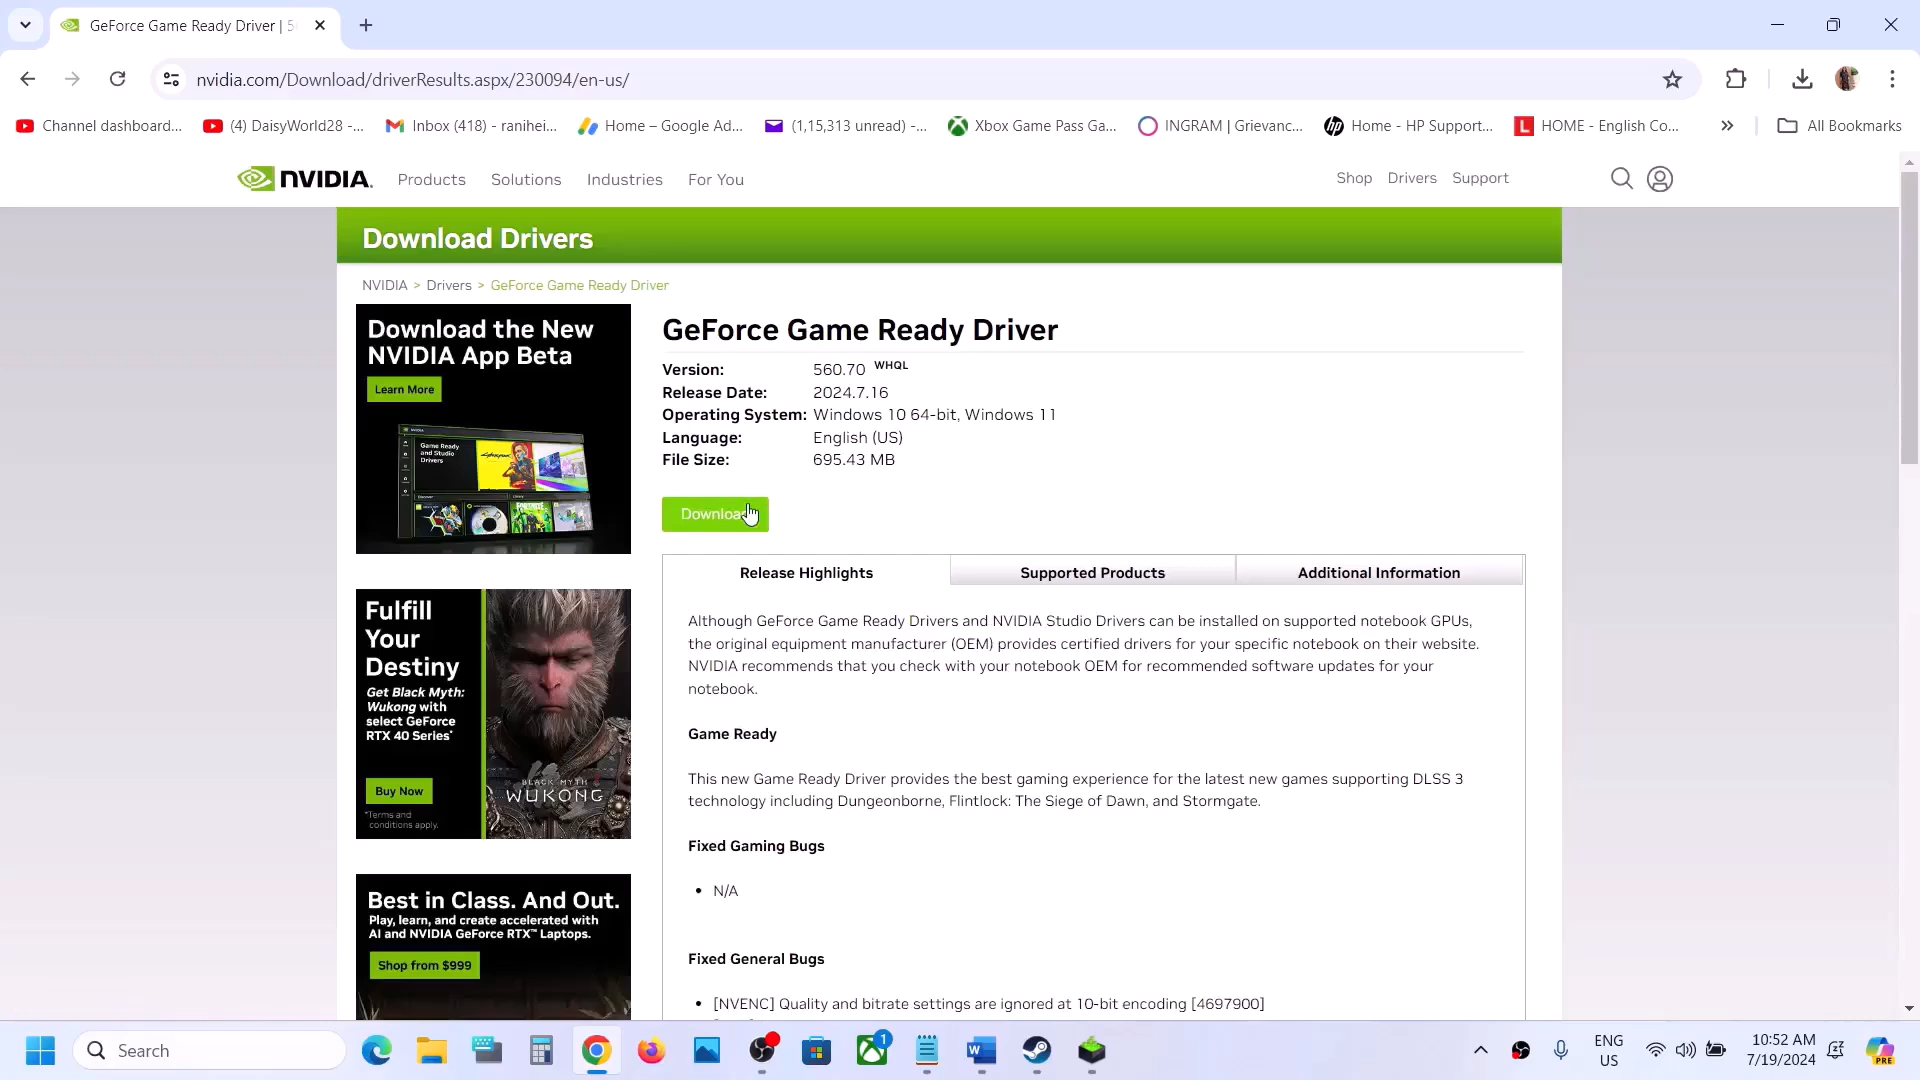 GeForce Game Ready Driver | 5
nvidia.com/Download/driverResults.aspx/230094/en-us/
Channel dashboard...
(4) DaisyWorld28 -...
Inbox (418) - ranihei...
Home – Google Ad...
(1,15,313 unread) -...
Xbox Game Pass Ga...
INGRAM | Grievanc...
Home - HP Support...
HOME - English Co...
All Bookmarks
NVIDIA.
Products
Solutions
Industries
For You
Shop
Drivers
Support
Download Drivers
NVIDIA > Drivers > GeForce Game Ready Driver
Download the New
NVIDIA App Beta
Learn More
Game Ready
and Studio
Drivers
GeForce Game Ready Driver
Version: 560.70 WHQL
Release Date: 2024.7.16
Operating System: Windows 10 64-bit, Windows 11
Language: English (US)
File Size: 695.43 MB
Download
Release Highlights
Supported Products
Additional Information
Although GeForce Game Ready Drivers and NVIDIA Studio Drivers can be installed on supported notebook GPUs,
the original equipment manufacturer (OEM) provides certified drivers for your specific notebook on their website.
NVIDIA recommends that you check with your notebook OEM for recommended software updates for your
notebook.
Game Ready
This new Game Ready Driver provides the best gaming experience for the latest new games supporting DLSS 3
technology including Dungeonborne, Flintlock: The Siege of Dawn, and Stormgate.
Fixed Gaming Bugs
• N/A
Fixed General Bugs
• [NVENC] Quality and bitrate settings are ignored at 10-bit encoding [4697900]
Fulfill
Your
Destiny
Get Black Myth:
Wukong with
select GeForce
RTX 40 Series*
Buy Now
*Terms and
conditions apply.
BLACK MYTH
WUKONG
Best in Class. And Out.
Play, learn, and create accelerated with
AI and NVIDIA GeForce RTX™ Laptops.
Shop from $999
Search
1
ENG
US
10:52 AM
7/19/2024
PRE